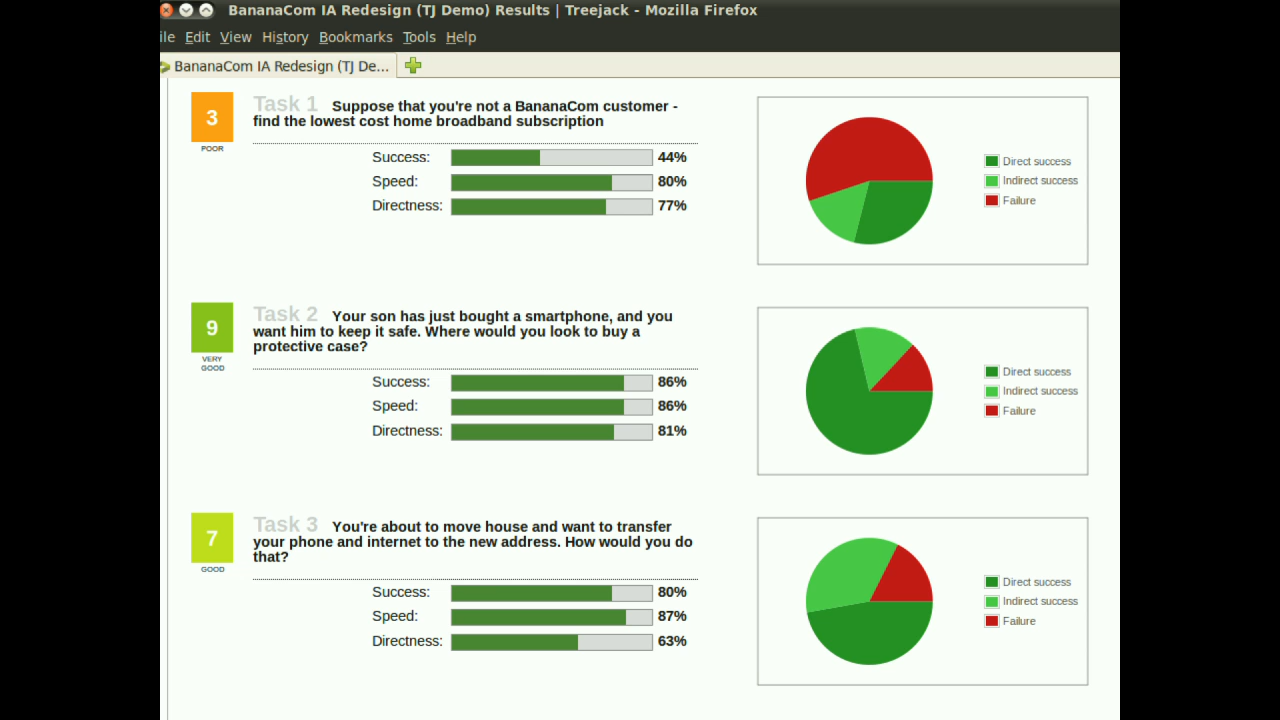 BananaCom IA Redesign (TJ Demo) Results | Treejack - Mozilla Firefox
ile Edit View History Bookmarks Tools Help
BananaCom IA Redesign (TJ De...
3
POOR
Task 1 Suppose that you're not a BananaCom customer -
find the lowest cost home broadband subscription
Success: 44%
Speed: 80%
Directness: 77%
Direct success
Indirect success
Failure
9
VERY
GOOD
Task 2 Your son has just bought a smartphone, and you
want him to keep it safe. Where would you look to buy a
protective case?
Success: 86%
Speed: 86%
Directness: 81%
Direct success
Indirect success
Failure
7
GOOD
Task 3 You're about to move house and want to transfer
your phone and internet to the new address. How would you do
that?
Success: 80%
Speed: 87%
Directness: 63%
Direct success
Indirect success
Failure